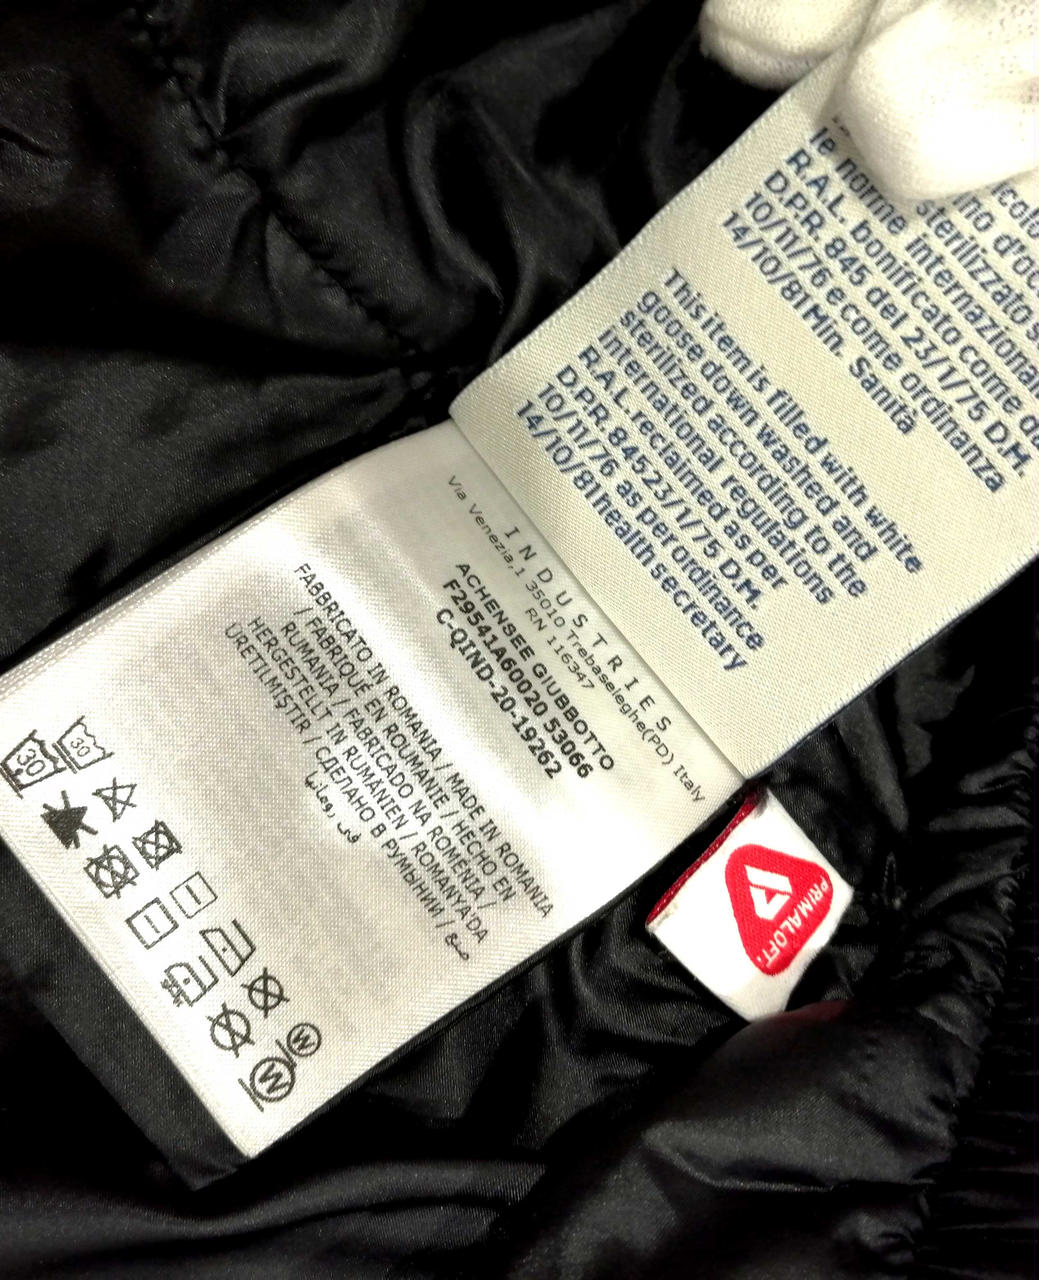 le norme internazionali
R.A.L. bonificato come da
D.P.R. 845 del 23/1/75 D.M.
10/11/76 e come ordinanza
14/10/81 Min. Sanità
This item is filled with white
goose down washed and
sterilized according to the
international regulations
R.A.L. reclaimed as per
D.P.R. 84523/1/75 D.M.
10/11/76 as per ordinance
14/10/81 health secretary
INDUSTRIES
Via Venezia,1 35010 Trebaseleghe(PD)) Italy
RN 116347
ACHENSEE GIUBBOTTO
F29541A60020 53066
C-QIND-20-19262
FABBRICATO IN ROMANIA / MADE IN ROMANIA
/ FABRIQUÉ EN ROUMANIE / HECHO EN
RUMANIA / FABRICADO NA ROMÉNIA /
HERGESTELLT IN RUMÄNIEN / ROMANYA'DA
ÜRETILMIŞTIR / СДЕЛАНО В РУМЫНИИ / صنع
في رومانيا
30
30
W
W
PRIMALOFT